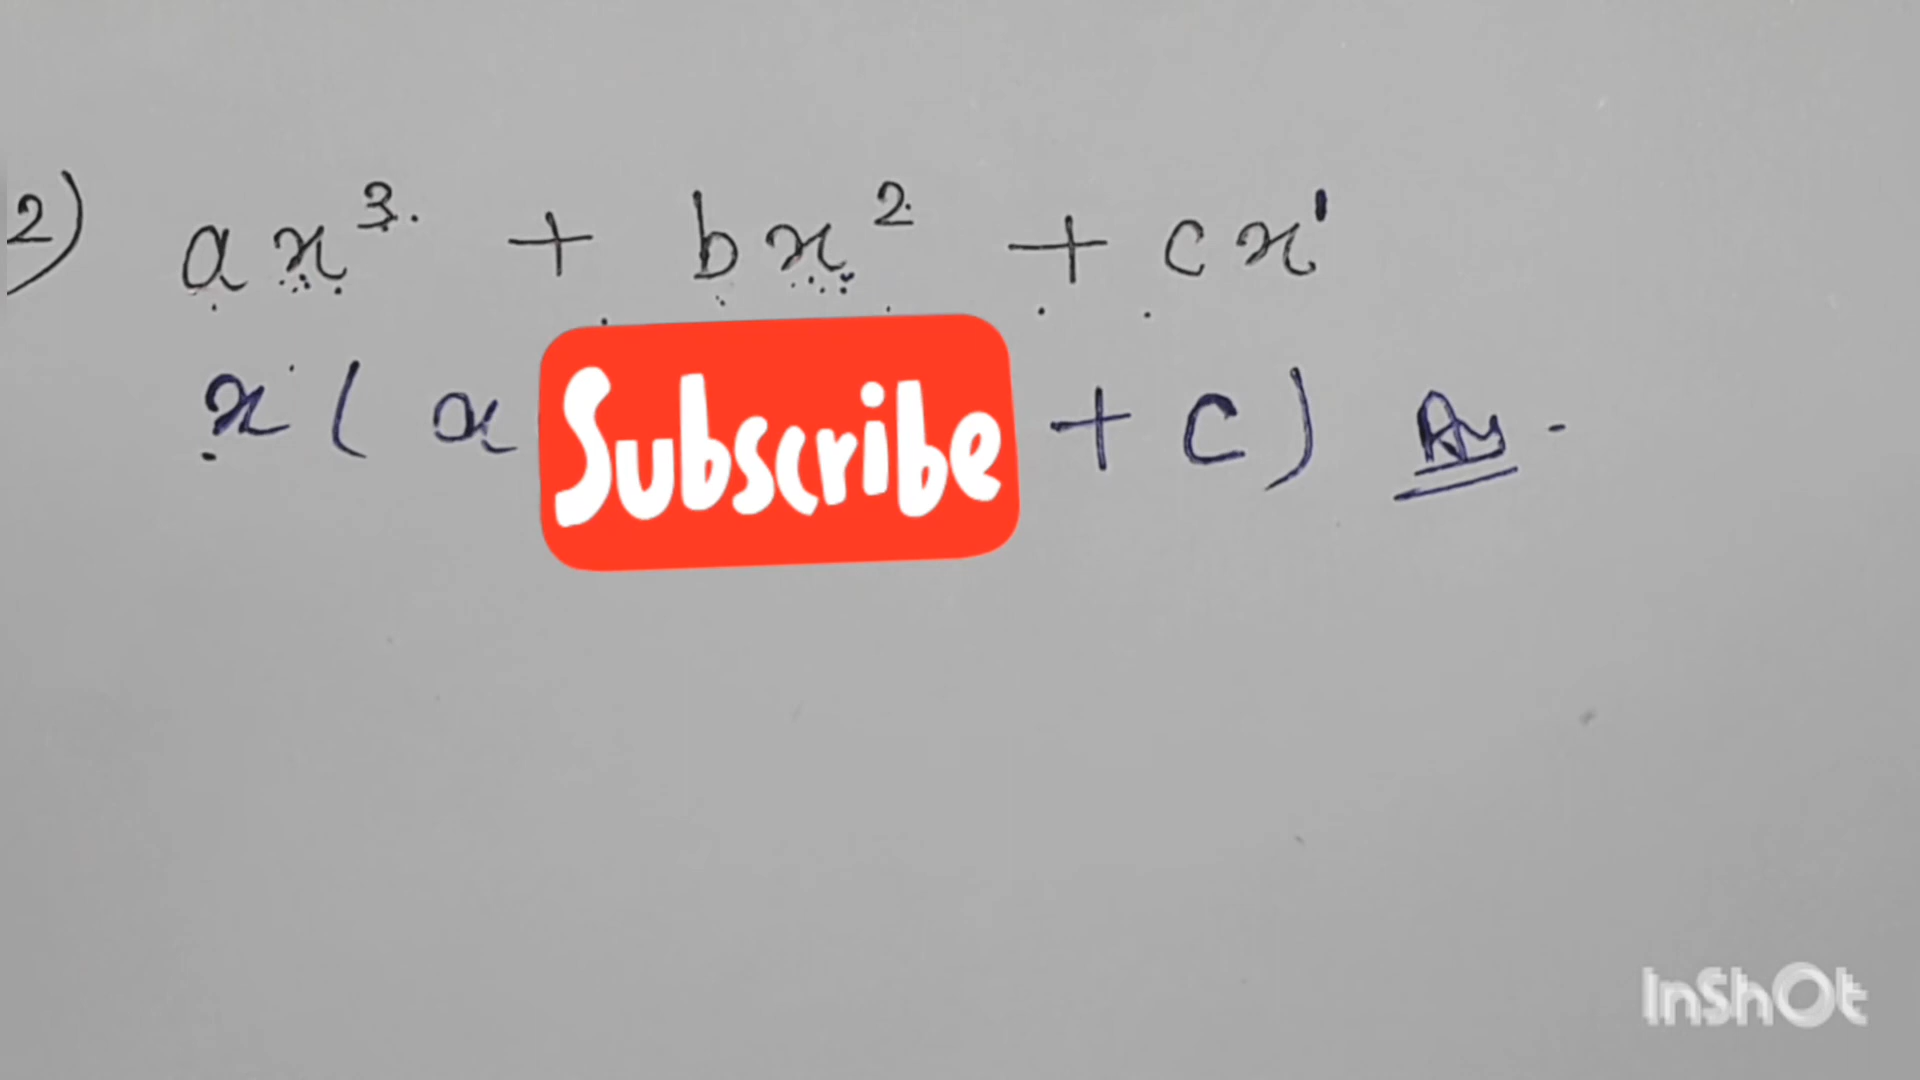 2) ax³ + bx² + cx¹
x ( a Subscribe + c ) Ans.
InShOt